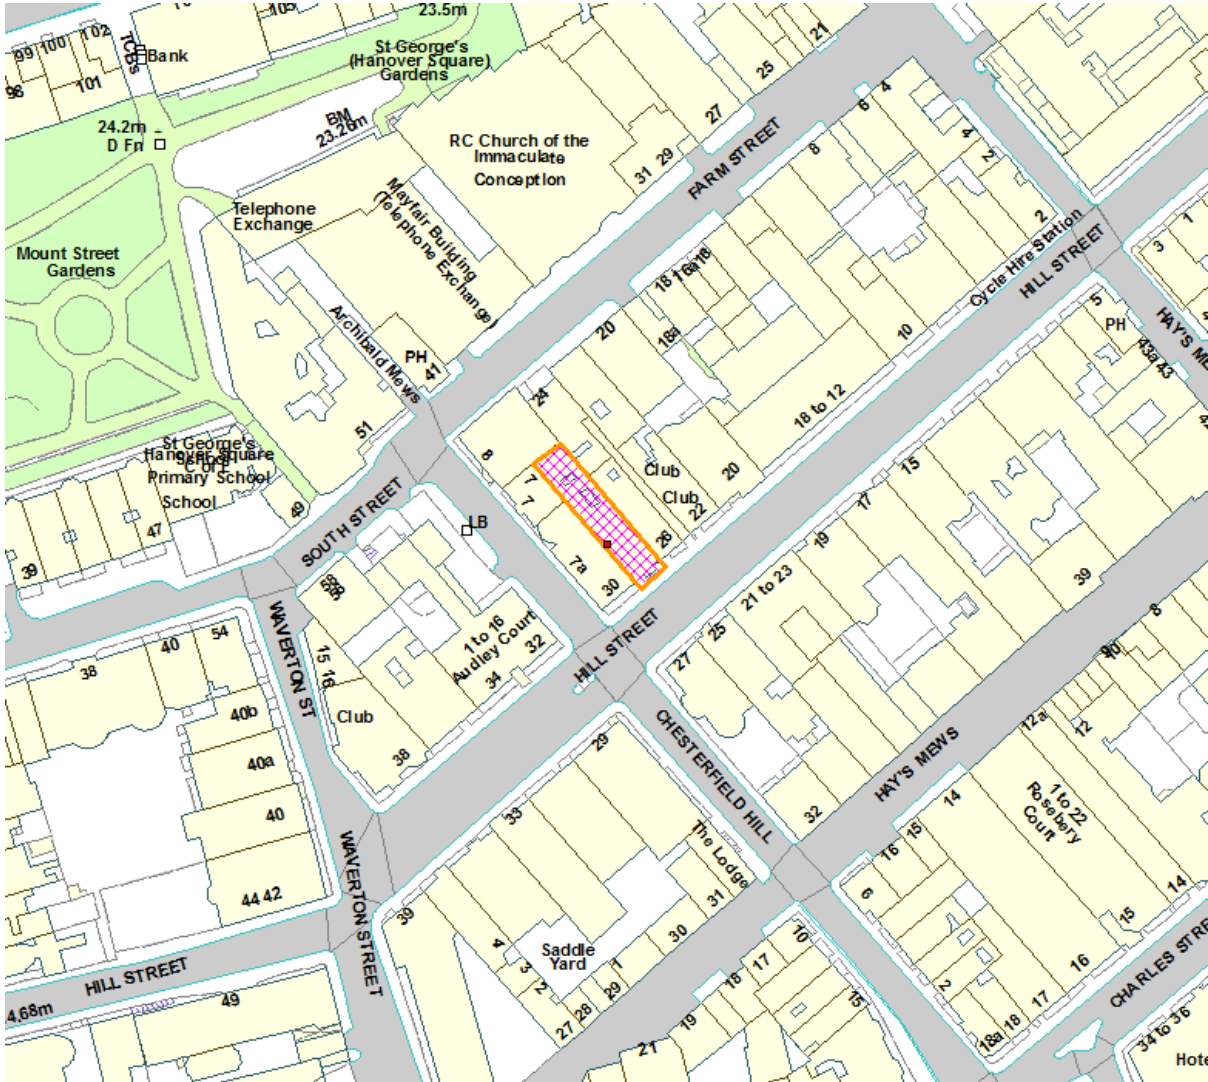 99
100
102
101
TCBs
Bank
105
23.5m
St George's
(Hanover Square)
Gardens
21
25
27
BM
23.26m
24.2m
D Fn
RC Church of the
Immaculate
Conception
31
29
FARM STREET
6
4
8
4
2
2
Cycle Hire Station
HILL STREET
1
3
Telephone
Exchange
Mayfair Building
(Telephone Exchange)
Mount Street
Gardens
Archibald Mews
PH
41
51
18
16a
18a
20
24
10
18 to 12
5
PH
43a
43
St George's
Hanover Square
C of E
Primary School
School
49
47
39
SOUTH STREET
LB
8
7
7
7a
30
26
22
20
Club
Club
15
17
19
21 to 23
25
27
39
8
9
10
HILL STREET
58
1 to 16
Audley Court
32
34
38
Club
15
16
WAVERTON ST
54
40
38
40b
40a
40
44
42
WAVERTON STREET
HILL STREET
4.68m
49
29
33
39
CHESTERFIELD HILL
The Lodge
31
30
32
HAY'S MEWS
12a
12
14
15
16
1 to 22
Rosebery
Court
6
Saddle
Yard
4
3
2
1
29
28
27
10
17
18
19
21
15
2
18a
18
17
16
15
14
34 to 36